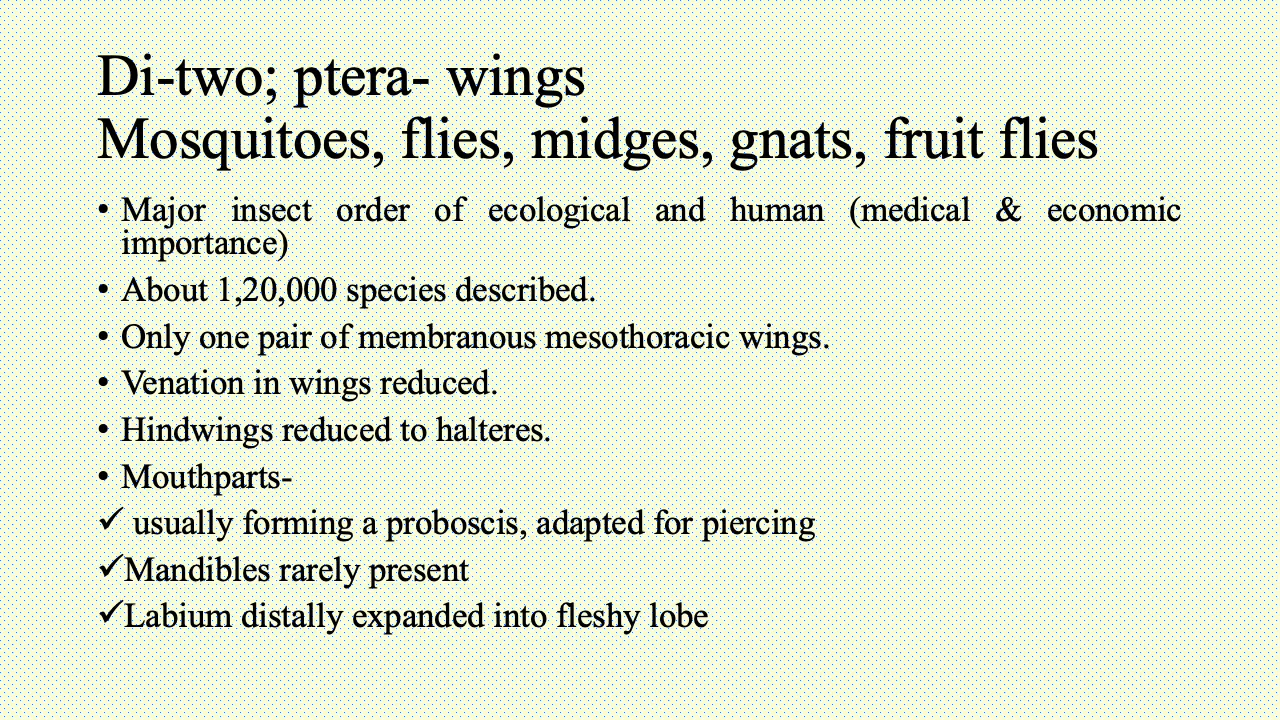 Di-two; ptera- wings
Mosquitoes, flies, midges, gnats, fruit flies
• Major insect order of ecological and human (medical & economic
importance)
• About 1,20,000 species described.
• Only one pair of membranous mesothoracic wings.
• Venation in wings reduced.
• Hindwings reduced to halteres.
• Mouthparts-
✓ usually forming a proboscis, adapted for piercing
✓Mandibles rarely present
✓Labium distally expanded into fleshy lobe